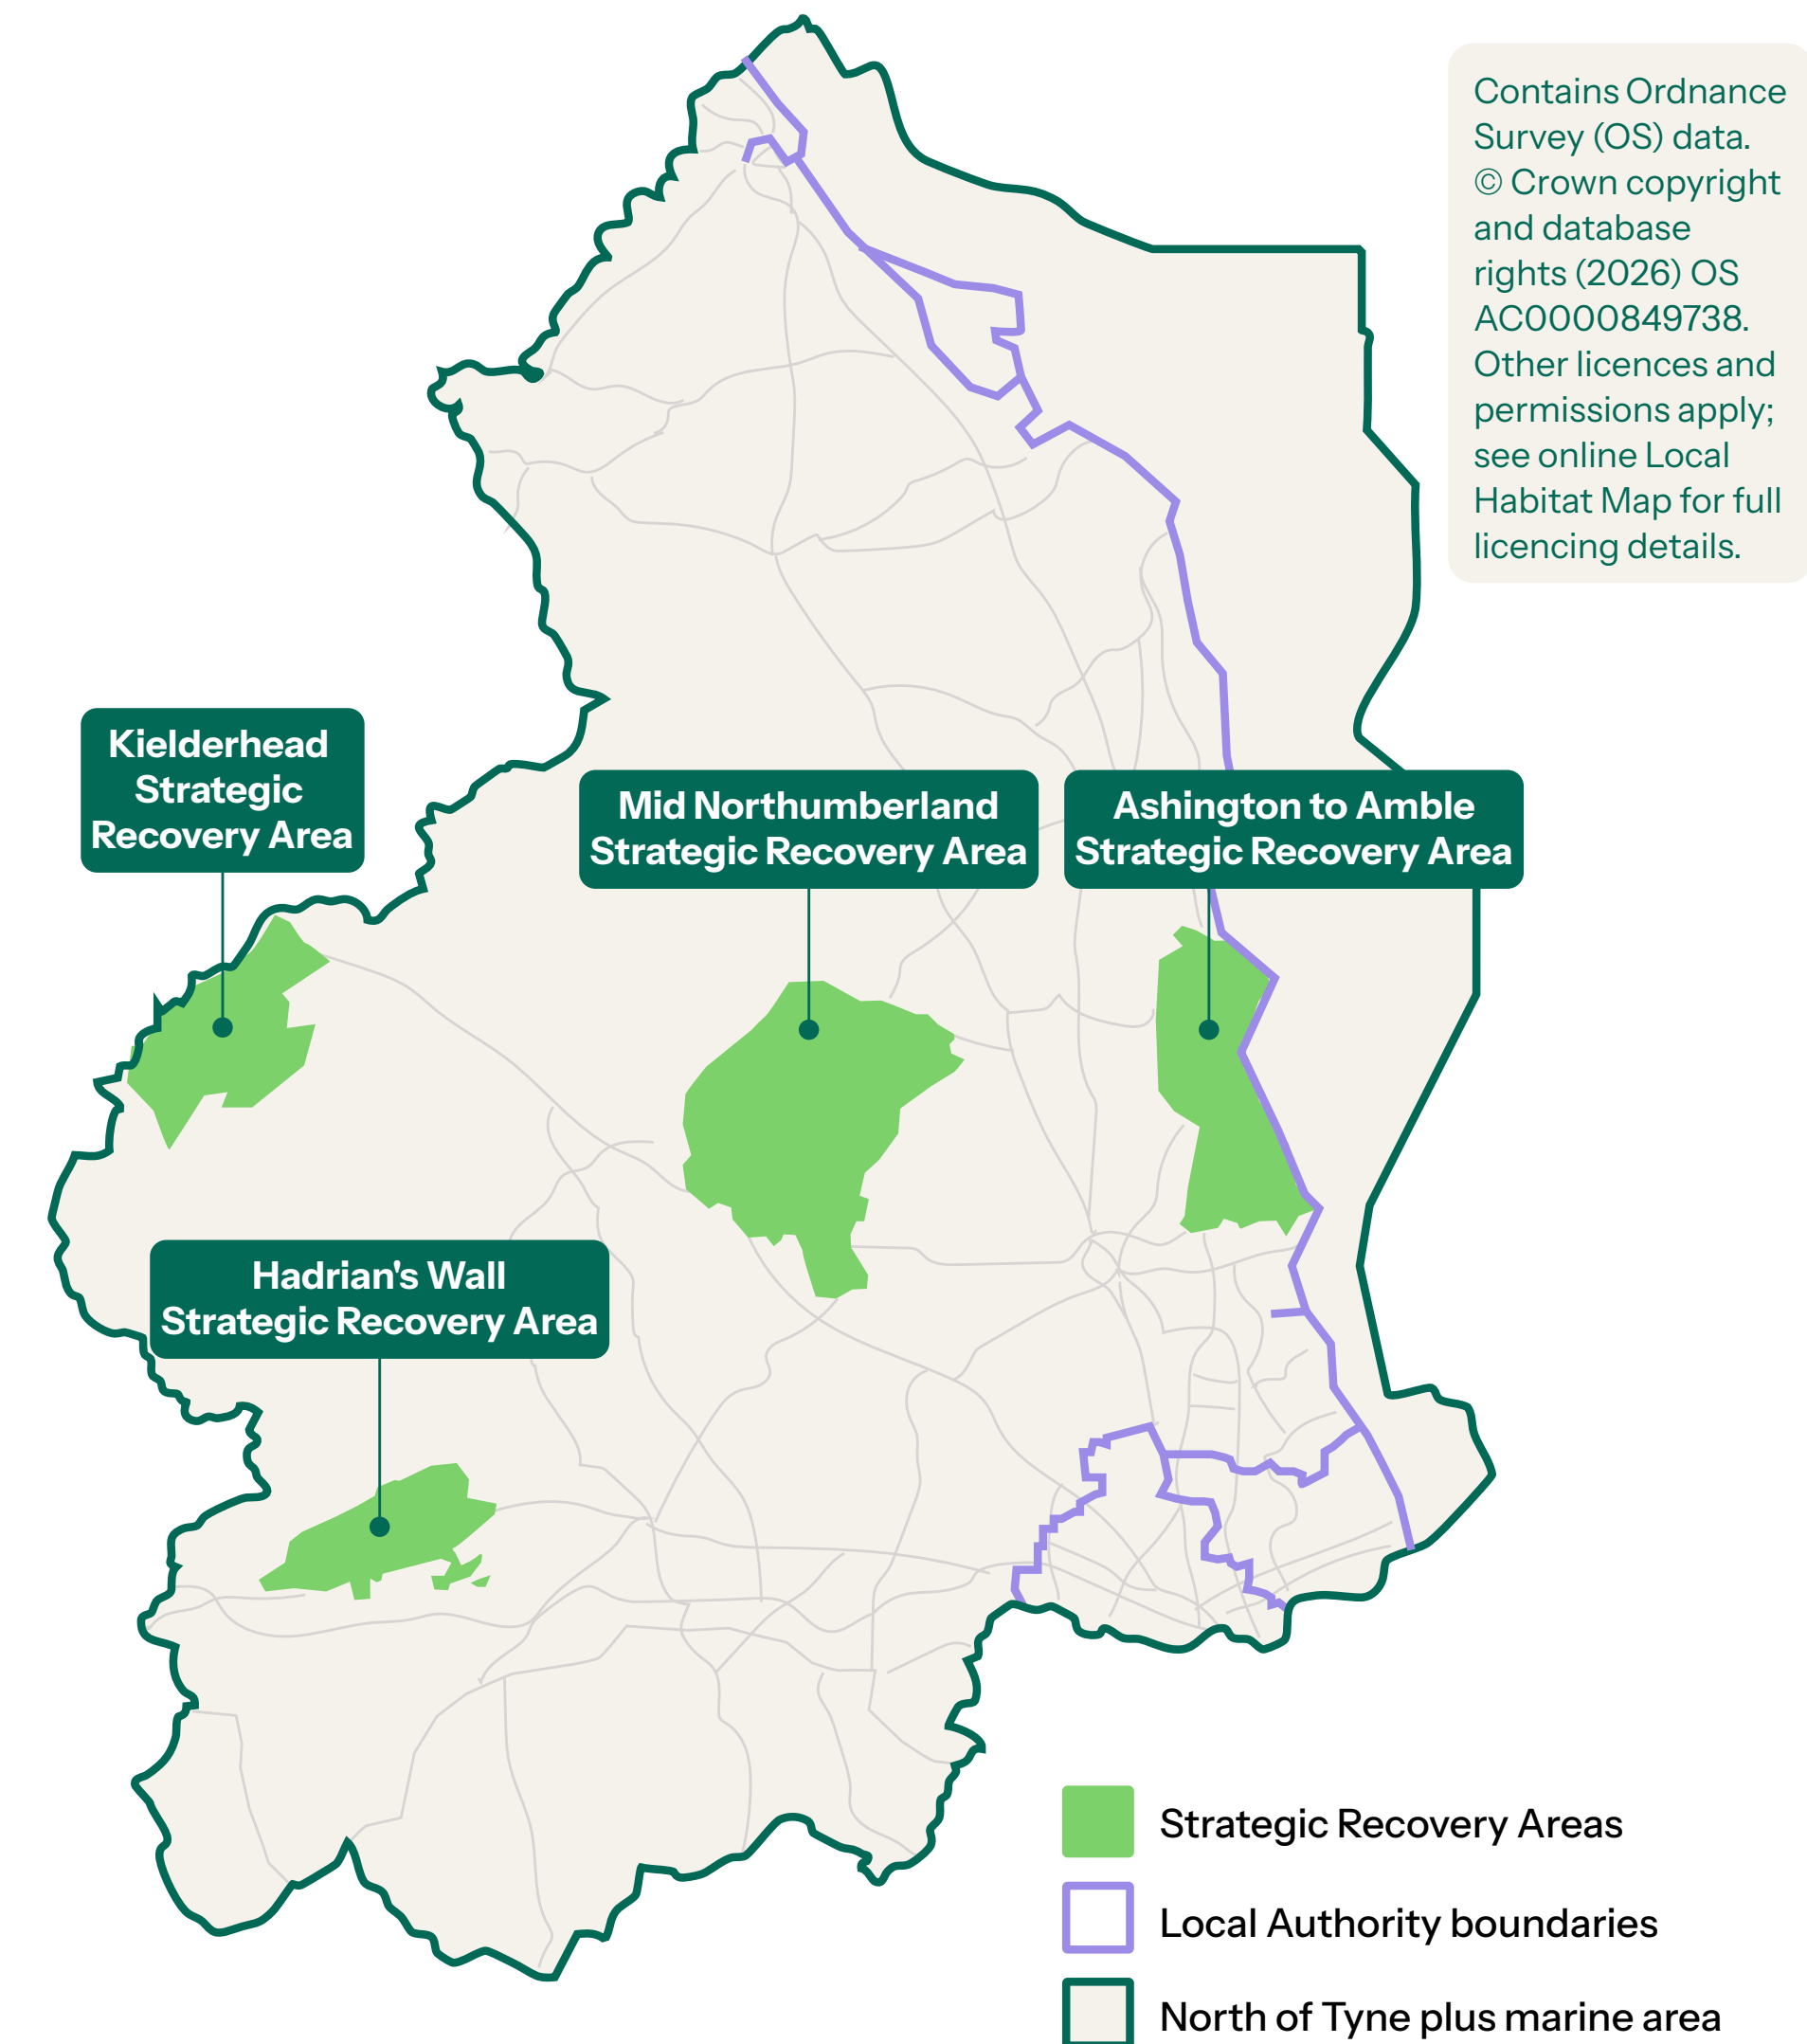 Contains Ordnance
Survey (OS) data.
© Crown copyright
and database
rights (2026) OS
AC0000849738.
Other licences and
permissions apply;
see online Local
Habitat Map for full
licencing details.
Kielderhead
Strategic
Recovery Area
Mid Northumberland
Strategic Recovery Area
Ashington to Amble
Strategic Recovery Area
Hadrian's Wall
Strategic Recovery Area
Strategic Recovery Areas
Local Authority boundaries
North of Tyne plus marine area